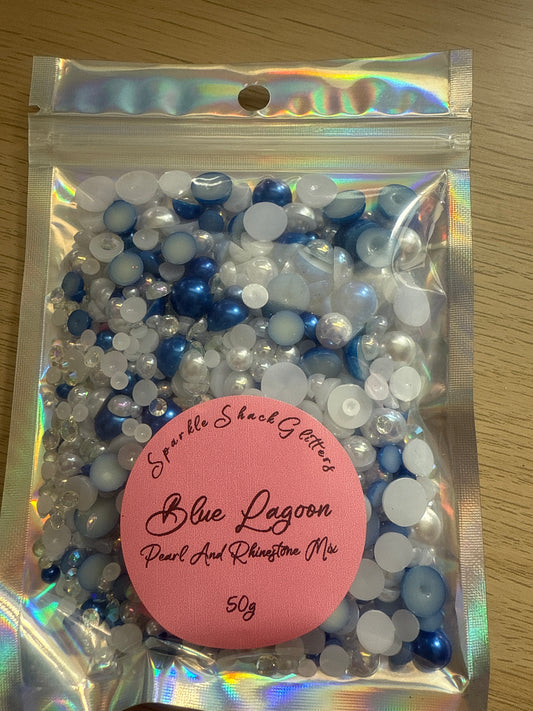 Sparkle Shack Glitters
Blue Lagoon
Pearl And Rhinestone Mix
50g